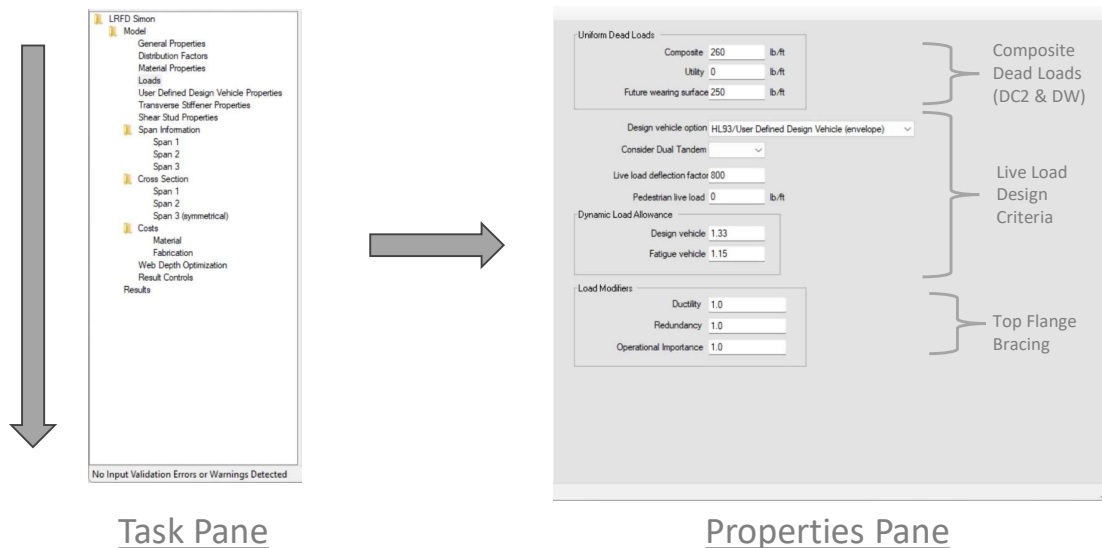 LRFD Simon
Model
General Properties
Distribution Factors
Material Properties
Loads
User Defined Design Vehicle Properties
Transverse Stiffener Properties
Shear Stud Properties
Span Information
Span 1
Span 2
Span 3
Cross Section
Span 1
Span 2
Span 3 (symmetrical)
Costs
Material
Fabrication
Web Depth Optimization
Result Controls
Results
No Input Validation Errors or Warnings Detected
Task Pane
Uniform Dead Loads
Composite 260 lb/ft
Utility 0 lb/ft
Future wearing surface 250 lb/ft
Composite
Dead Loads
(DC2 & DW)
Design vehicle option HL93/User Defined Design Vehicle (envelope)
Consider Dual Tandem
Live load deflection factor 800
Pedestrian live load 0 lb/ft
Dynamic Load Allowance
Design vehicle 1.33
Fatigue vehicle 1.15
Live Load
Design
Criteria
Load Modifiers
Ductility 1.0
Redundancy 1.0
Operational Importance 1.0
Top Flange
Bracing
Properties Pane